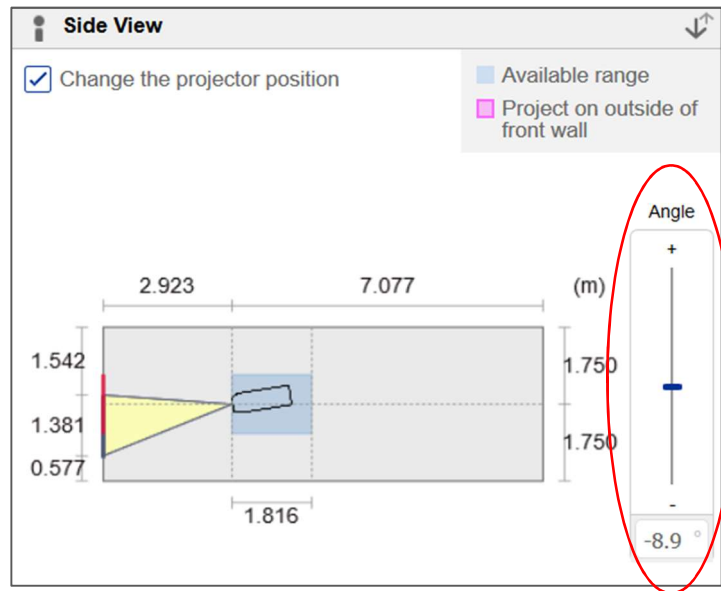 Side View
Change the projector position
Available range
Project on outside of
front wall
Angle
+
2.923
7.077
(m)
1.542
1.750
1.381
1.750
0.577
1.816
-
-8.9 °